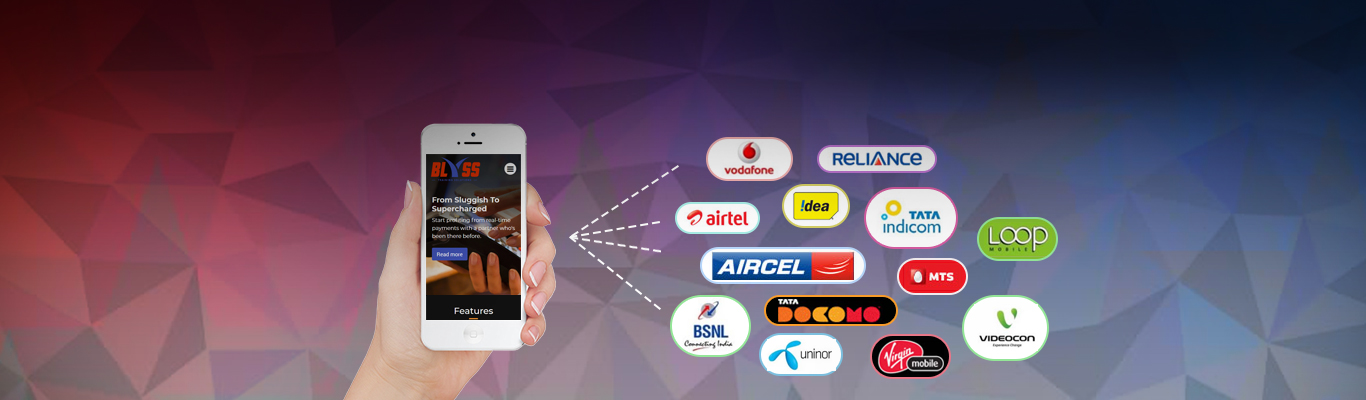 BLYSS
From Sluggish To
Supercharged
Start profiting from real-time
payments with a partner who's
been there before.
Read more
Features
vodafone
RELIANCE
airtel
!dea
TATA
indicom
LOOP
MOBILE
AIRCEL
MTS
BSNL
Connecting India
TATA
DOCOMO
uninor
Virgin
mobile
VIDEOCON
Experience Change